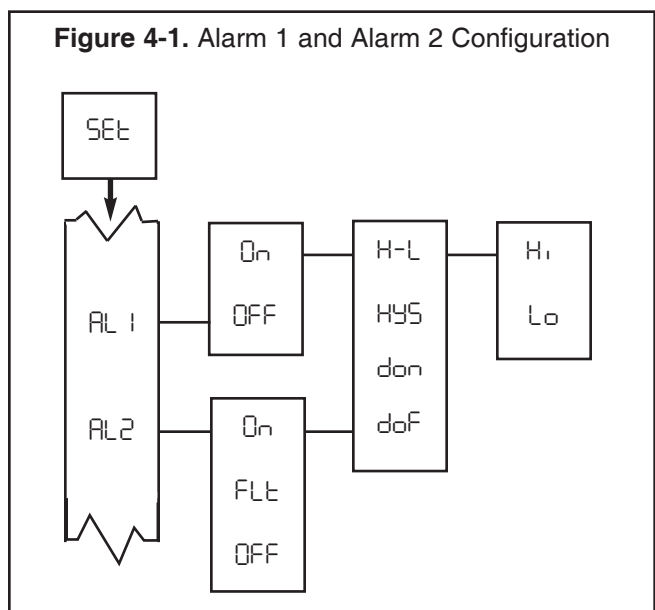 Figure 4-1. Alarm 1 and Alarm 2 Configuration
SEt
AL1
AL2
On
OFF
On
FLt
OFF
H-L
HYS
don
doF
Hi
Lo